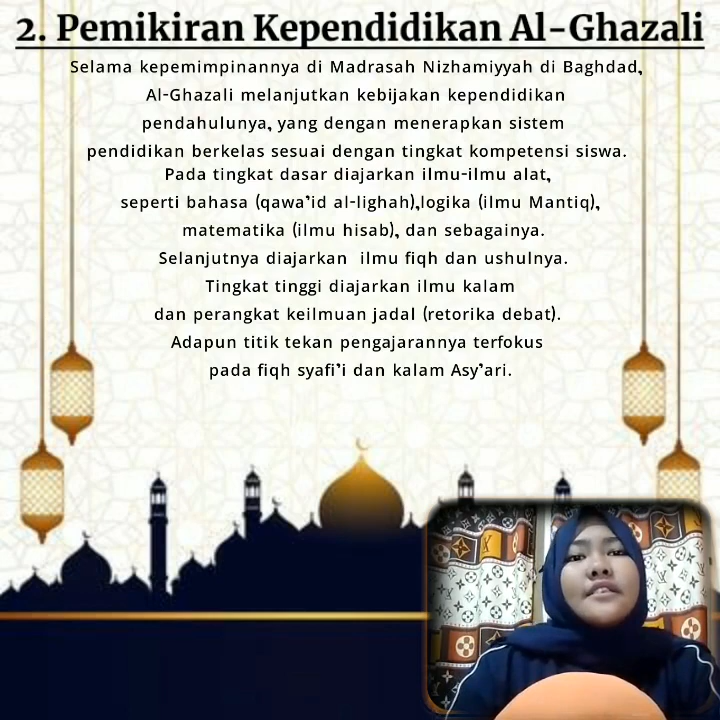 2. Pemikiran Kependidikan Al-Ghazali
Selama kepemimpinannya di Madrasah Nizhamiyyah di Baghdad,
Al-Ghazali melanjutkan kebijakan kependidikan
pendahulunya, yang dengan menerapkan sistem
pendidikan berkelas sesuai dengan tingkat kompetensi siswa.
Pada tingkat dasar diajarkan ilmu-ilmu alat,
seperti bahasa (qawa'id al-lighah),logika (ilmu Mantiq),
matematika (ilmu hisab), dan sebagainya.
Selanjutnya diajarkan  ilmu fiqh dan ushulnya.
Tingkat tinggi diajarkan ilmu kalam
dan perangkat keilmuan jadal (retorika debat).
Adapun titik tekan pengajarannya terfokus
pada fiqh syafi'i dan kalam Asy'ari.